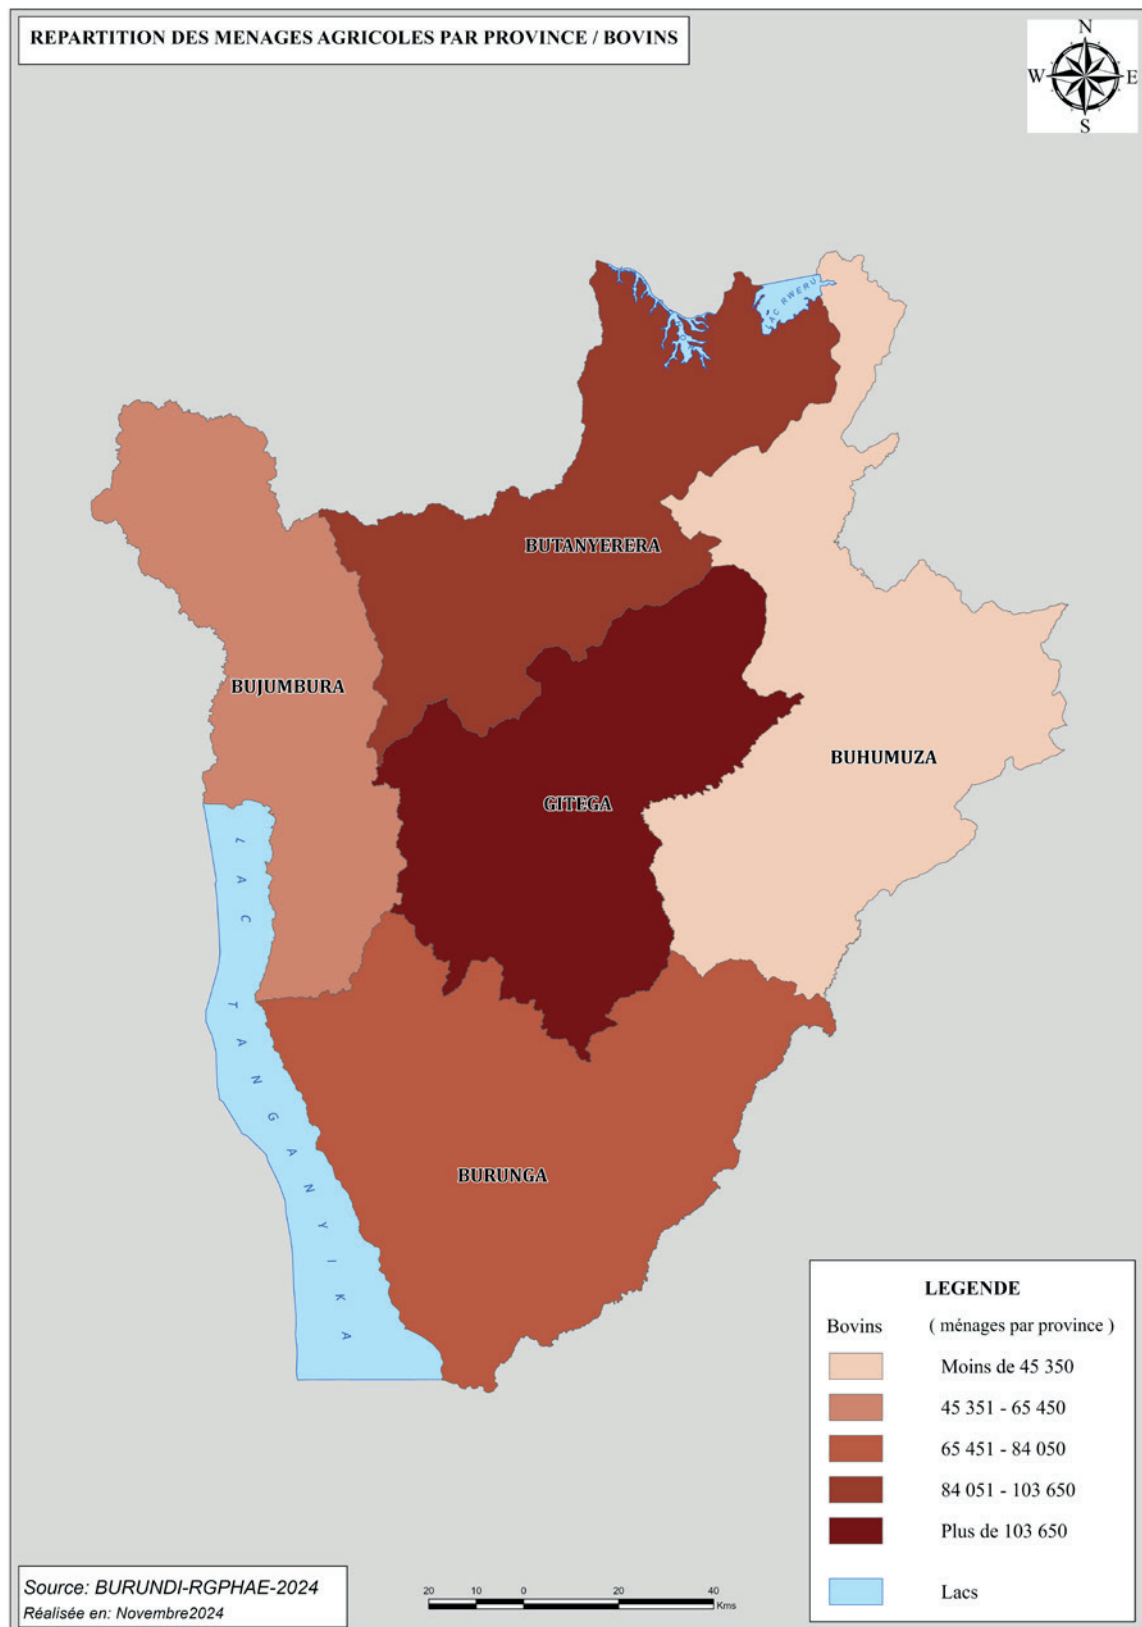 REPARTITION DES MENAGES AGRICOLES PAR PROVINCE / BOVINS
N
W E
S
LAC RWERU
BUTANYERERA
BUJUMBURA
BUHUMUZA
GITEGA
LAC TANGANYIKA
BURUNGA
LEGENDE
Bovins ( ménages par province )
Moins de 45 350
45 351 - 65 450
65 451 - 84 050
84 051 - 103 650
Plus de 103 650
Lacs
Source: BURUNDI-RGPHAE-2024
Réalisée en: Novembre2024
20 10 0 20 40
Kms